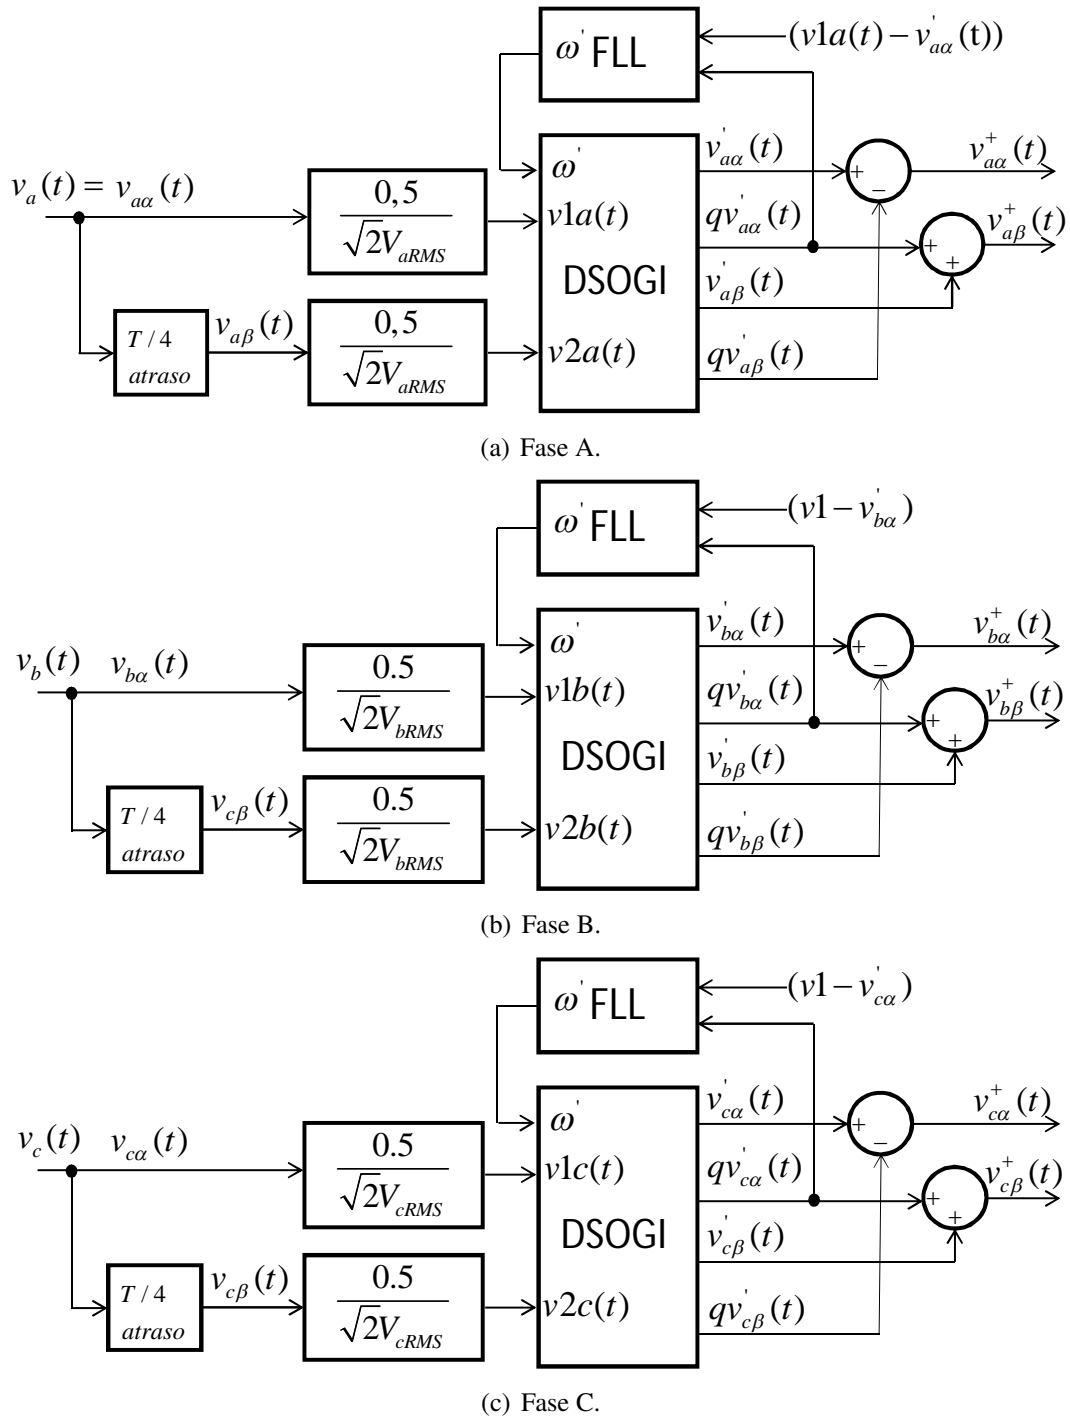 ω' FLL
(v1a(t) − v'aα(t))
va(t) = vaα(t)
0,5
√2VaRMS
T / 4
atraso
vaβ(t)
0,5
√2VaRMS
ω'
v1a(t)
DSOGI
v2a(t)
v'aα(t)
qv'aα(t)
v'aβ(t)
qv'aβ(t)
+
−
+
+
v+aα(t)
v+aβ(t)
(a) Fase A.
ω' FLL
(v1 − v'bα)
vb(t) vbα(t)
0.5
√2VbRMS
T / 4
atraso
vcβ(t)
0.5
√2VbRMS
ω'
v1b(t)
DSOGI
v2b(t)
v'bα(t)
qv'bα(t)
v'bβ(t)
qv'bβ(t)
+
−
+
+
v+bα(t)
v+bβ(t)
(b) Fase B.
ω' FLL
(v1 − v'cα)
vc(t) vcα(t)
0.5
√2VcRMS
T / 4
atraso
vcβ(t)
0.5
√2VcRMS
ω'
v1c(t)
DSOGI
v2c(t)
v'cα(t)
qv'cα(t)
v'cβ(t)
qv'cβ(t)
+
−
+
+
v+cα(t)
v+cβ(t)
(c) Fase C.